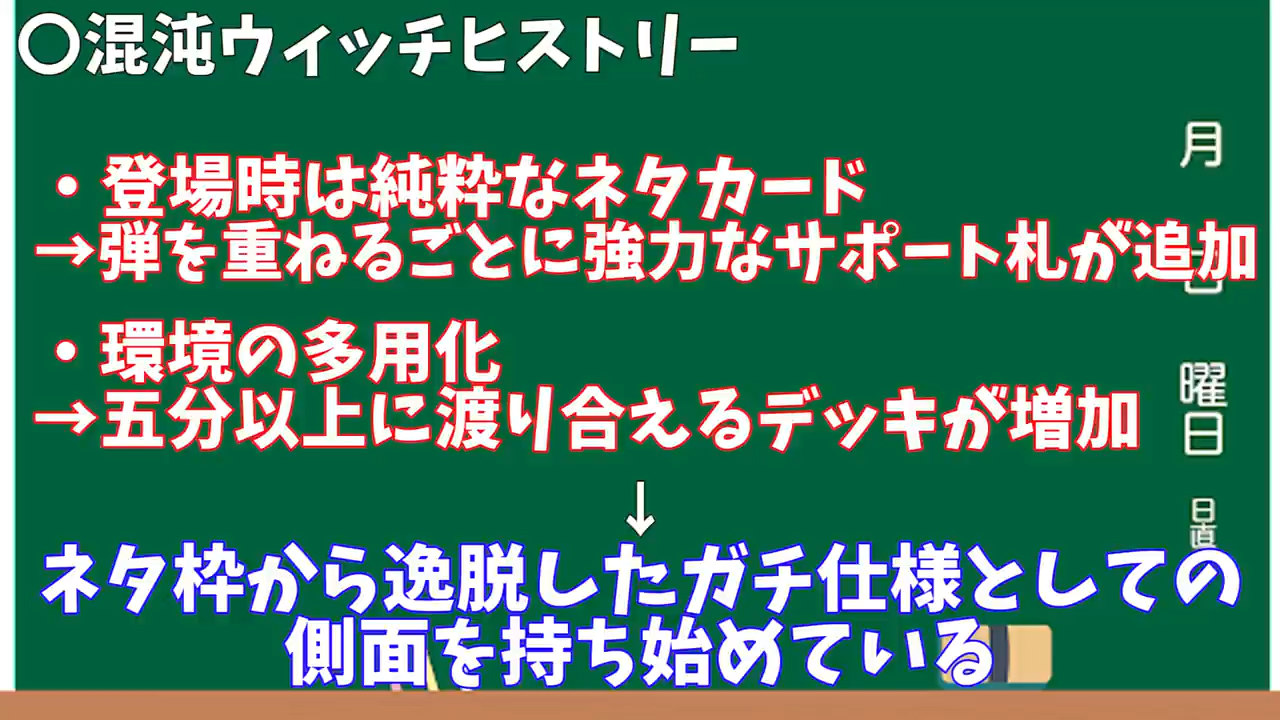 〇混沌ウィッチヒストリー
・登場時は純粋なネタカード
→弾を重ねるごとに強力なサポート札が追加
・環境の多用化
→五分以上に渡り合えるデッキが増加
↓
ネタ枠から逸脱したガチ仕様としての
側面を持ち始めている
月
日
曜
日
日直